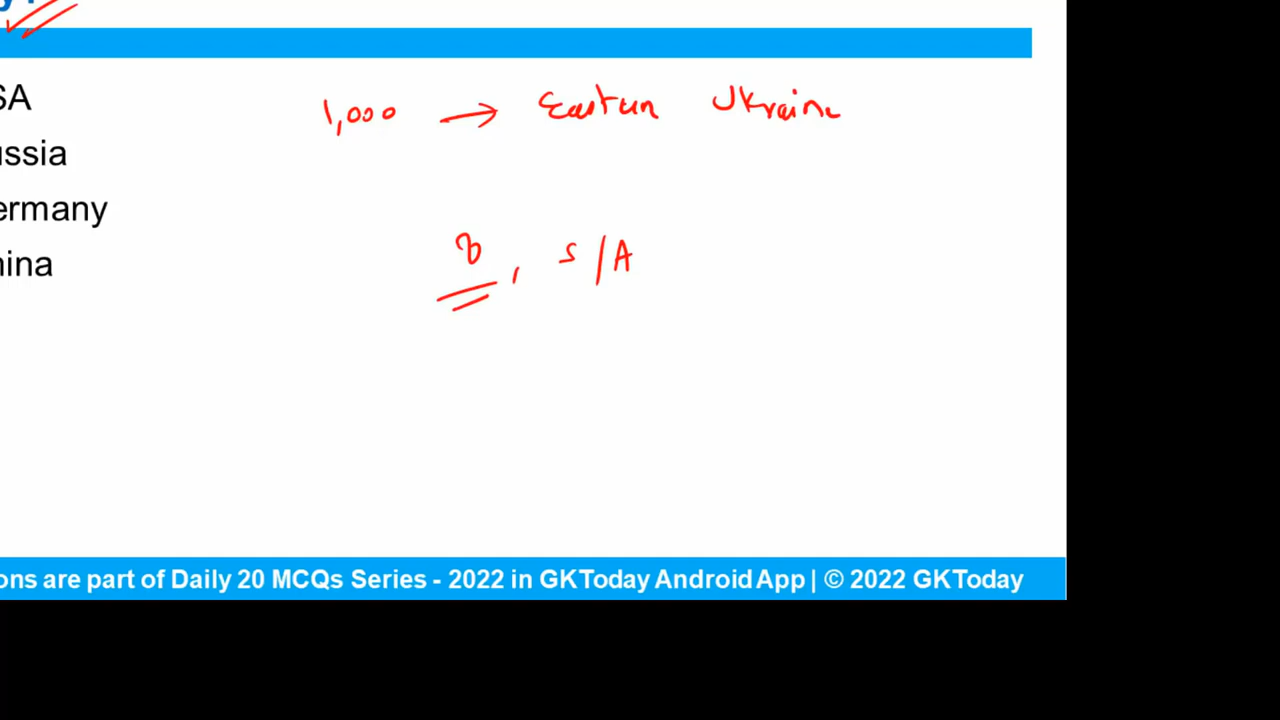 SA
1,000 → Eastern Ukraine
ussia
ermany
8, S/A
hina
ons are part of Daily 20 MCQs Series - 2022 in GKToday Android App | © 2022 GKToday